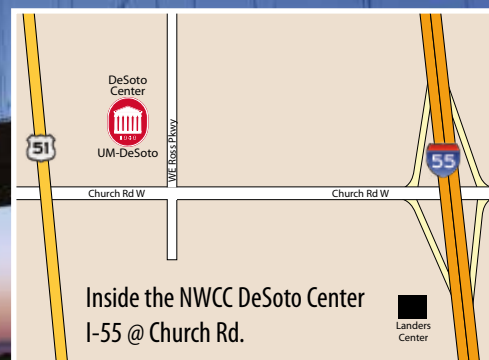 DeSoto
Center
UM-DeSoto
51
WE Ross Pkwy
55
Church Rd W
Church Rd W
Inside the NWCC DeSoto Center
I-55 @ Church Rd.
Landers
Center